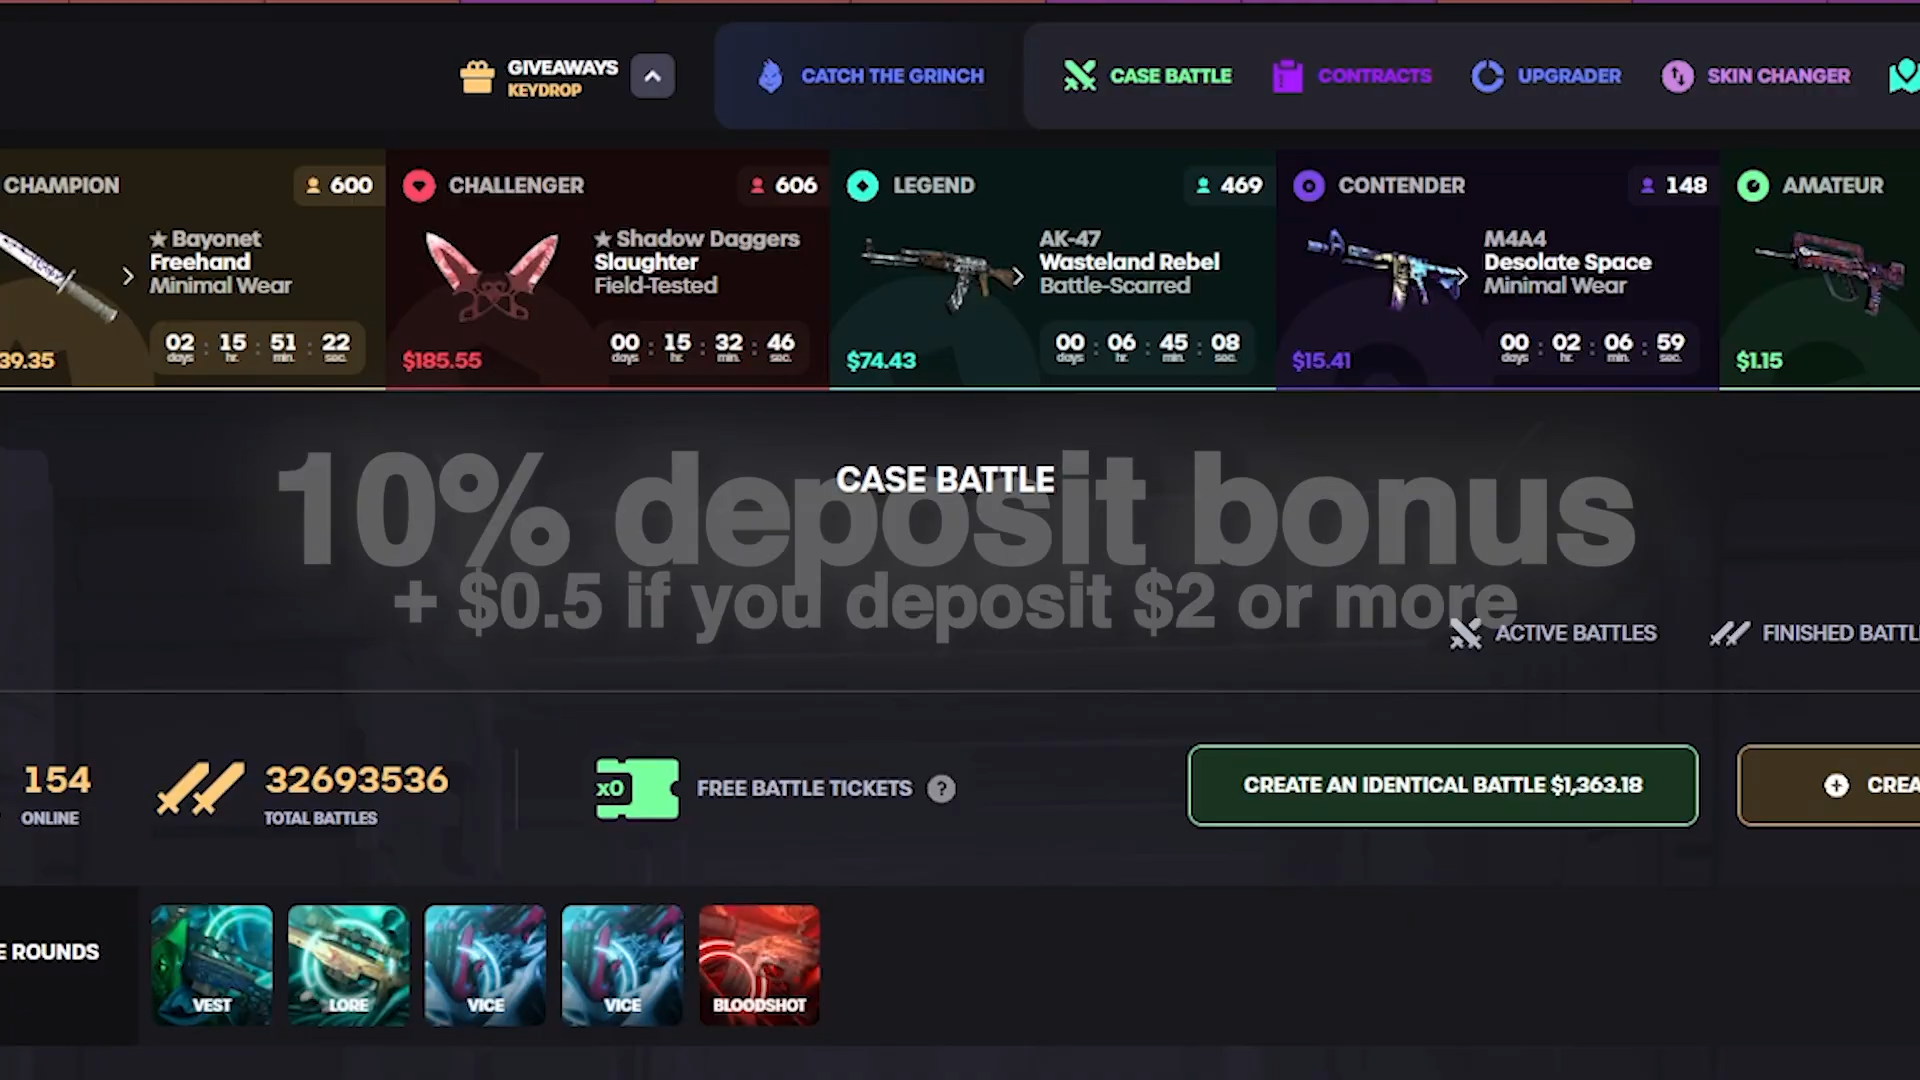 GIVEAWAYS
KEYDROP
CATCH THE GRINCH
CASE BATTLE
CONTRACTS
UPGRADER
SKIN CHANGER
CHAMPION
600
★ Bayonet
Freehand
Minimal Wear
39.35
02 : 15 : 51 : 22
days hr. min. sec.
CHALLENGER
606
★ Shadow Daggers
Slaughter
Field-Tested
$185.55
00 : 15 : 32 : 46
days hr. min. sec.
LEGEND
469
AK-47
Wasteland Rebel
Battle-Scarred
$74.43
00 : 06 : 45 : 08
days hr. min. sec.
CONTENDER
148
M4A4
Desolate Space
Minimal Wear
$15.41
00 : 02 : 06 : 59
days hr. min. sec.
AMATEUR
$1.15
CASE BATTLE
10% deposit bonus
+ $0.5 if you deposit $2 or more
ACTIVE BATTLES
FINISHED BATTL
154
ONLINE
32693536
TOTAL BATTLES
x0
FREE BATTLE TICKETS ?
CREATE AN IDENTICAL BATTLE $1,363.18
CREA
E ROUNDS
VEST
LORE
VICE
VICE
BLOODSHOT